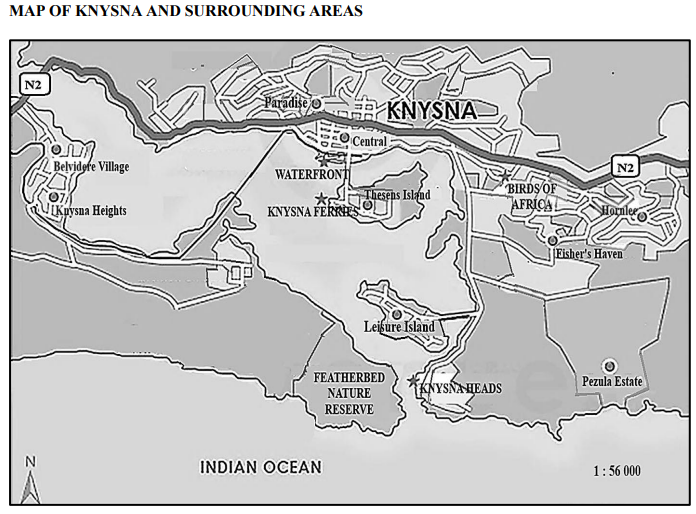 MAP OF KNYSNA AND SURROUNDING AREAS
N2
Paradise
KNYSNA
Central
Belvidere Village
WATERFRONT
N2
BIRDS OF
AFRICA
Knysna Heights
KNYSNA FERRIES
Thesens Island
Hornlee
Fisher's Haven
Leisure Island
FEATHERBED
NATURE
RESERVE
KNYSNA HEADS
Pezula Estate
N
INDIAN OCEAN
1 : 56 000